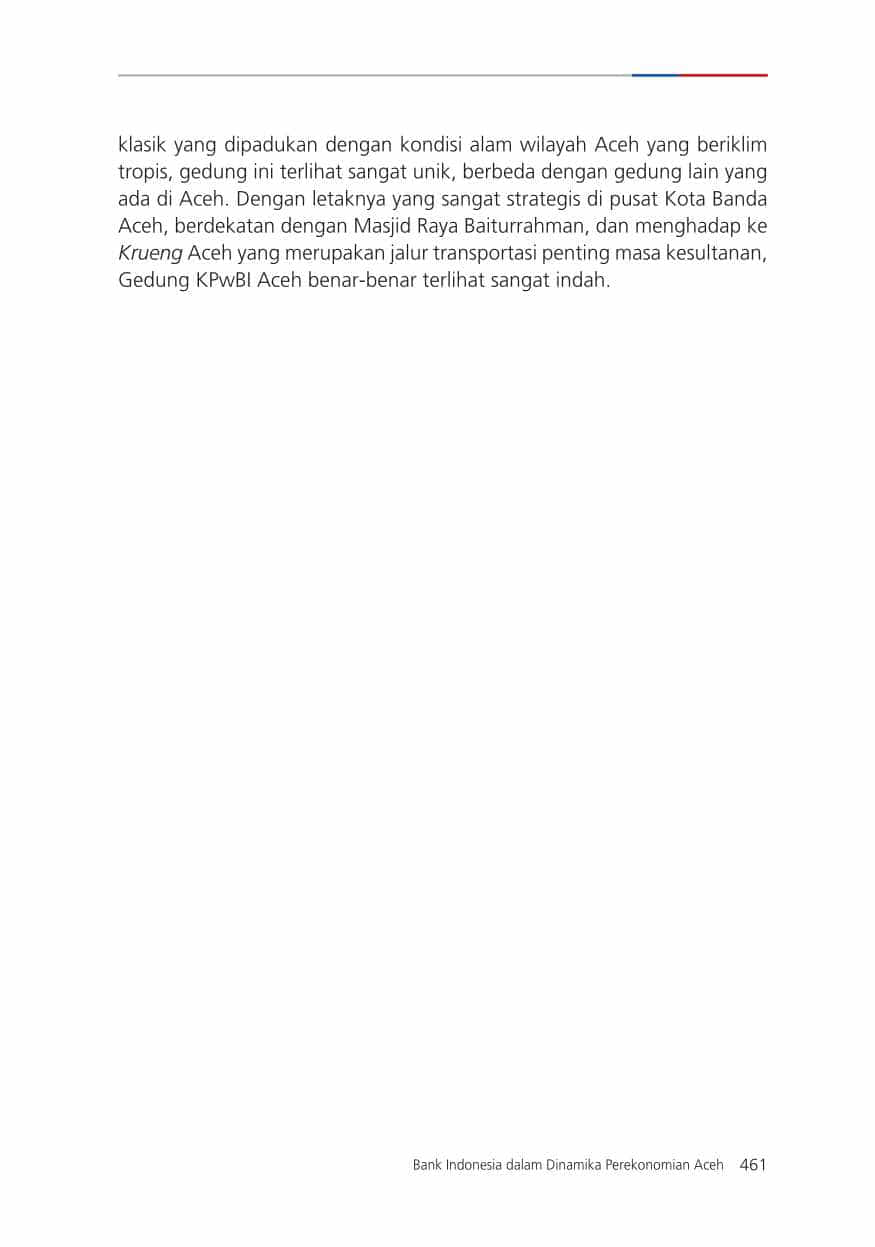 klasik yang dipadukan dengan kondisi alam wilayah Aceh yang beriklim
tropis, gedung ini terlihat sangat unik, berbeda dengan gedung lain yang
ada di Aceh. Dengan letaknya yang sangat strategis di pusat Kota Banda
Aceh, berdekatan dengan Masjid Raya Baiturrahman, dan menghadap ke
Krueng Aceh yang merupakan jalur transportasi penting masa kesultanan,
Gedung KPwBI Aceh benar-benar terlihat sangat indah.
Bank Indonesia dalam Dinamika Perekonomian Aceh 461